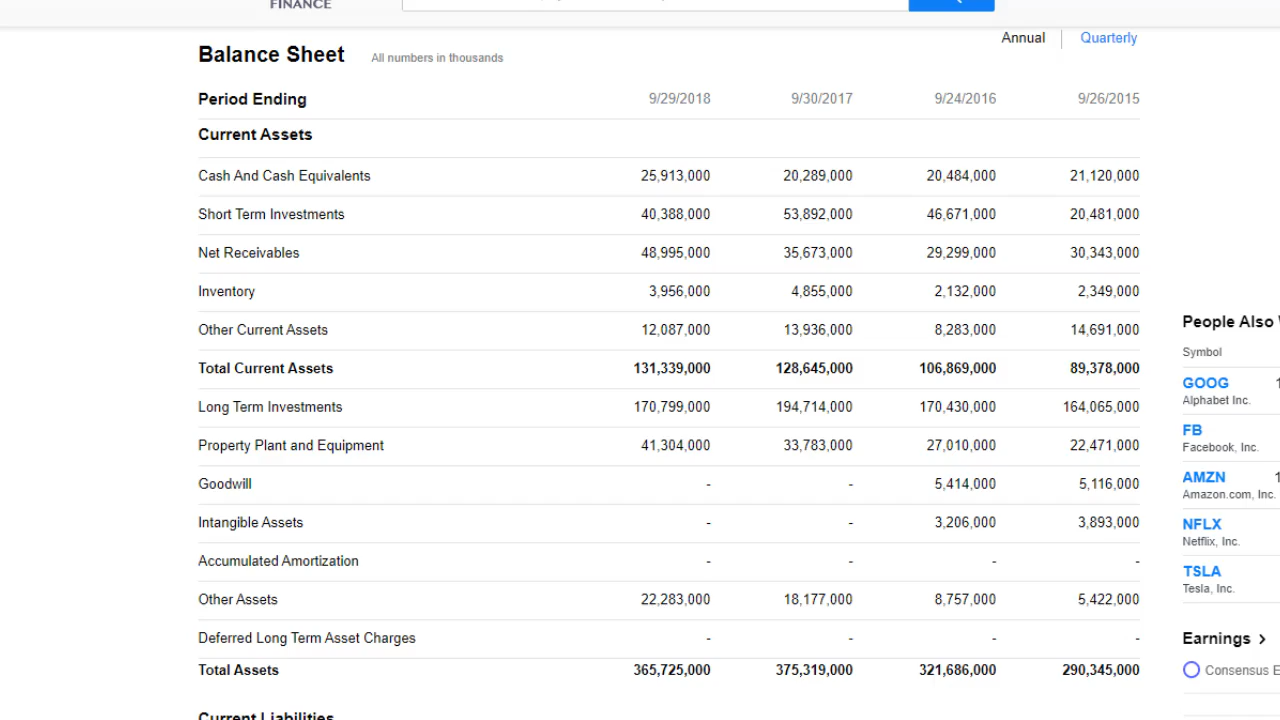 FINANCE
Annual Quarterly
Balance Sheet All numbers in thousands
Period Ending 9/29/2018 9/30/2017 9/24/2016 9/26/2015
Current Assets
Cash And Cash Equivalents 25,913,000 20,289,000 20,484,000 21,120,000
Short Term Investments 40,388,000 53,892,000 46,671,000 20,481,000
Net Receivables 48,995,000 35,673,000 29,299,000 30,343,000
Inventory 3,956,000 4,855,000 2,132,000 2,349,000
Other Current Assets 12,087,000 13,936,000 8,283,000 14,691,000
Total Current Assets 131,339,000 128,645,000 106,869,000 89,378,000
Long Term Investments 170,799,000 194,714,000 170,430,000 164,065,000
Property Plant and Equipment 41,304,000 33,783,000 27,010,000 22,471,000
Goodwill - - 5,414,000 5,116,000
Intangible Assets - - 3,206,000 3,893,000
Accumulated Amortization - - - -
Other Assets 22,283,000 18,177,000 8,757,000 5,422,000
Deferred Long Term Asset Charges - - - -
Total Assets 365,725,000 375,319,000 321,686,000 290,345,000
Current Liabilities
People Also
Symbol
GOOG 1
Alphabet Inc.
FB
Facebook, Inc.
AMZN 1
Amazon.com, Inc.
NFLX
Netflix, Inc.
TSLA
Tesla, Inc.
Earnings >
Consensus E